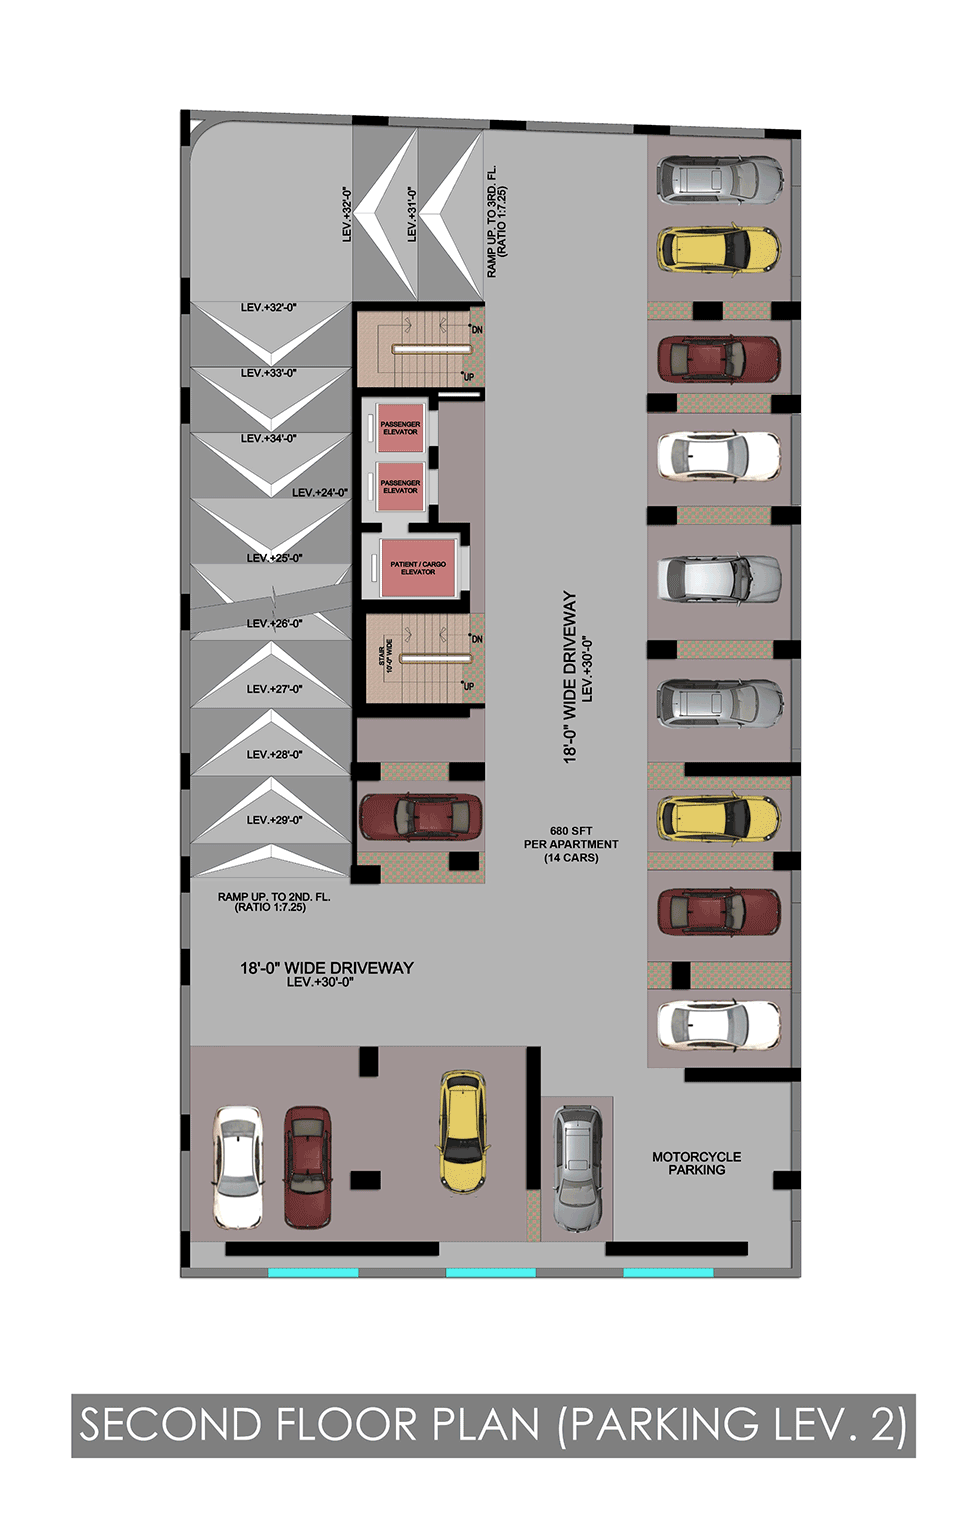 LEV.+32'-0"
LEV.+31'-0"
RAMP UP. TO 3RD. FL.
(RATIO 1:7.25)
LEV.+32'-0"
DN
LEV.+33'-0"
UP
PASSENGER
ELEVATOR
LEV.+34'-0"
PASSENGER
ELEVATOR
LEV.+24'-0"
LEV.+25'-0"
PATIENT / CARGO
ELEVATOR
LEV.+26'-0"
DN
STAIR
10'-0" WIDE
UP
18'-0" WIDE DRIVEWAY
LEV.+30'-0"
LEV.+27'-0"
LEV.+28'-0"
LEV.+29'-0"
680 SFT
PER APARTMENT
(14 CARS)
RAMP UP. TO 2ND. FL.
(RATIO 1:7.25)
18'-0" WIDE DRIVEWAY
LEV.+30'-0"
MOTORCYCLE
PARKING
SECOND FLOOR PLAN (PARKING LEV. 2)